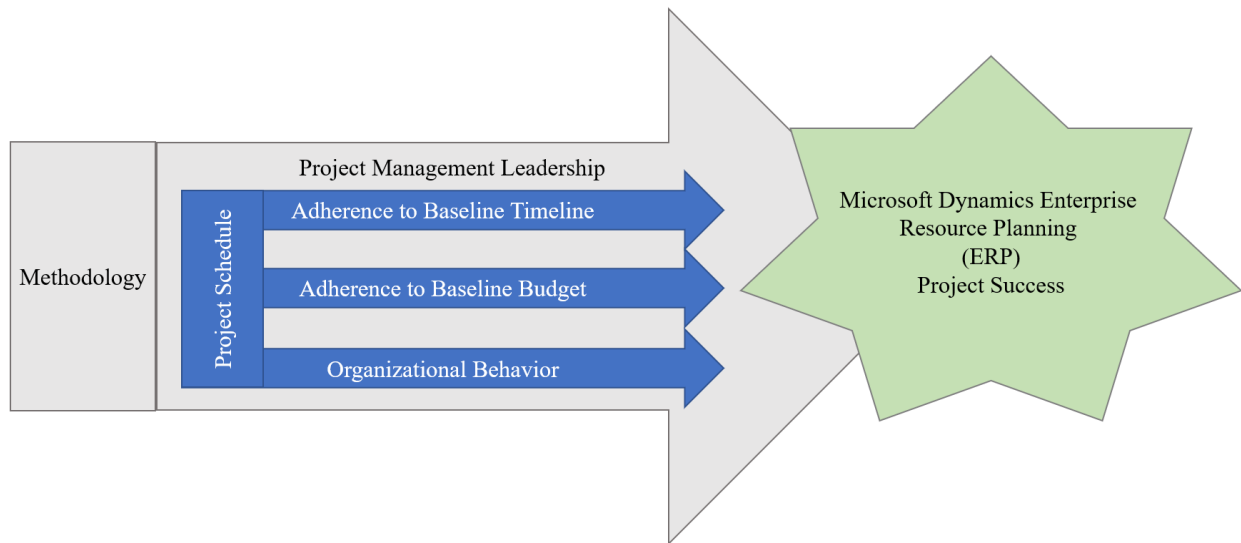 Methodology
Project Management Leadership
Project Schedule
Adherence to Baseline Timeline
Adherence to Baseline Budget
Organizational Behavior
Microsoft Dynamics Enterprise
Resource Planning
(ERP)
Project Success